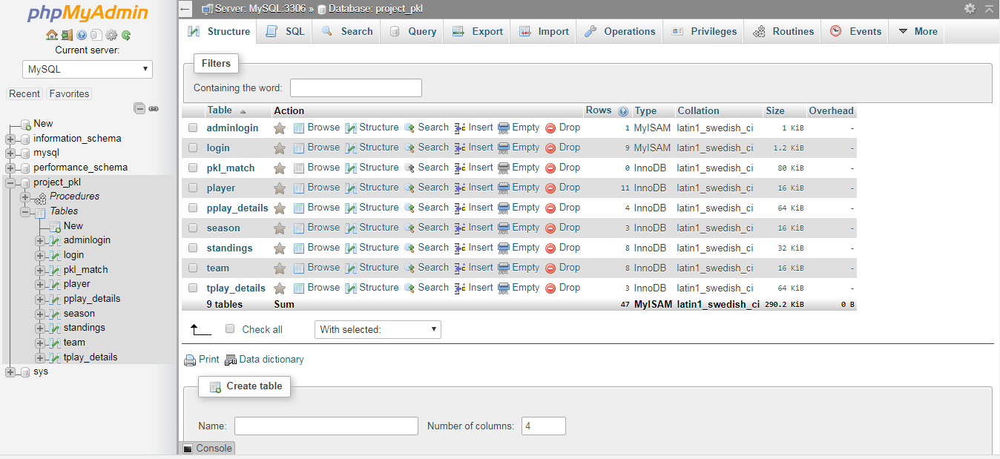 phpMyAdmin
Current server:
MySQL
Recent Favorites
New
information_schema
mysql
performance_schema
project_pkl
Procedures
Tables
New
adminlogin
login
pkl_match
player
pplay_details
season
standings
team
tplay_details
sys
Server: MySQL:3306 » Database: project_pkl
Structure SQL Search Query Export Import Operations Privileges Routines Events More
Filters
Containing the word:
Table Action Rows Type Collation Size Overhead
adminlogin Browse Structure Search Insert Empty Drop 1 MyISAM latin1_swedish_ci 1 KiB -
login Browse Structure Search Insert Empty Drop 9 MyISAM latin1_swedish_ci 1.2 KiB -
pkl_match Browse Structure Search Insert Empty Drop 0 InnoDB latin1_swedish_ci 80 KiB -
player Browse Structure Search Insert Empty Drop 11 InnoDB latin1_swedish_ci 16 KiB -
pplay_details Browse Structure Search Insert Empty Drop 4 InnoDB latin1_swedish_ci 64 KiB -
season Browse Structure Search Insert Empty Drop 3 InnoDB latin1_swedish_ci 16 KiB -
standings Browse Structure Search Insert Empty Drop 8 InnoDB latin1_swedish_ci 32 KiB -
team Browse Structure Search Insert Empty Drop 8 InnoDB latin1_swedish_ci 16 KiB -
tplay_details Browse Structure Search Insert Empty Drop 3 InnoDB latin1_swedish_ci 64 KiB -
9 tables Sum 47 MyISAM latin1_swedish_ci 290.2 KiB 0 B
Check all With selected:
Print Data dictionary
Create table
Name: Number of columns: 4
Console